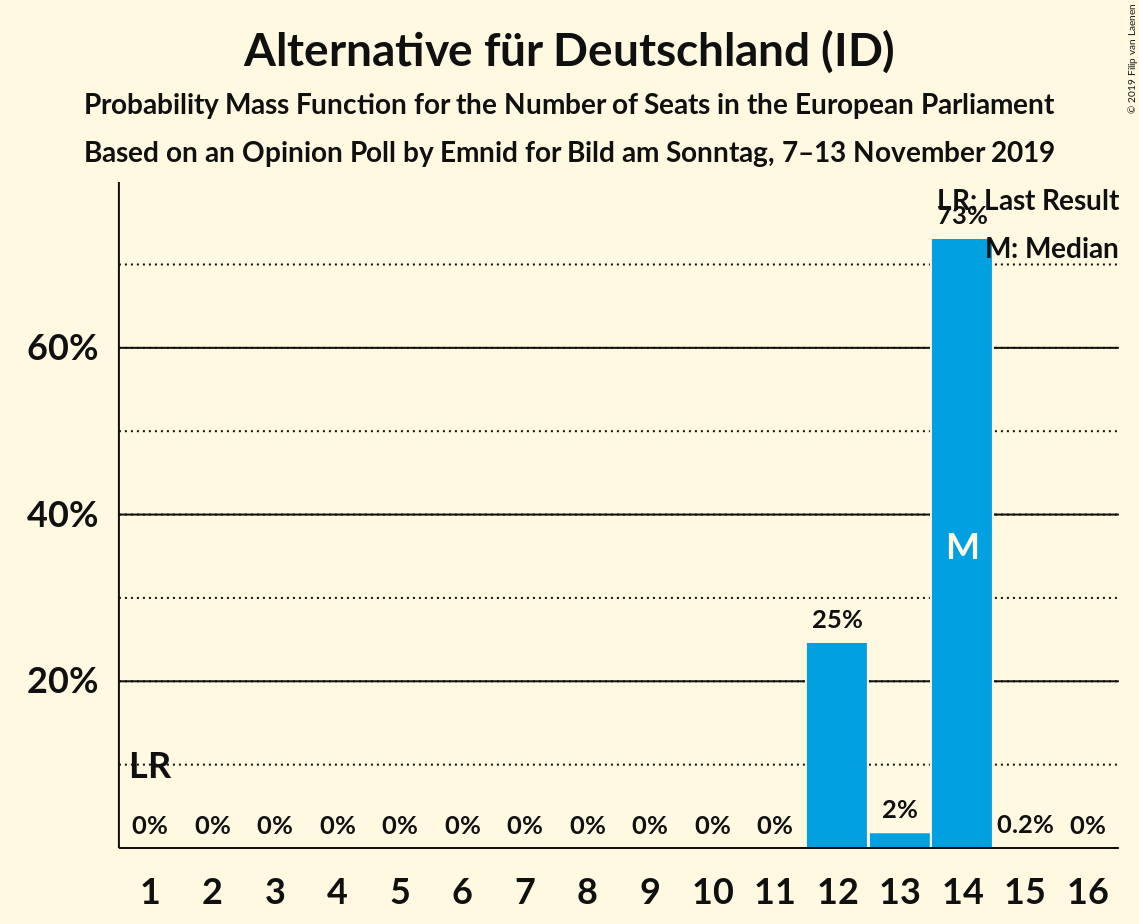 Alternative für Deutschland (ID)
Probability Mass Function for the Number of Seats in the European Parliament
Based on an Opinion Poll by Emnid for Bild am Sonntag, 7–13 November 2019
© 2019 Filip van Laenen
LR: Last Result
M: Median
73%
60%
40%
20%
M
25%
LR
0% 0% 0% 0% 0% 0% 0% 0% 0% 0% 0% 2% 0.2% 0%
1 2 3 4 5 6 7 8 9 10 11 12 13 14 15 16